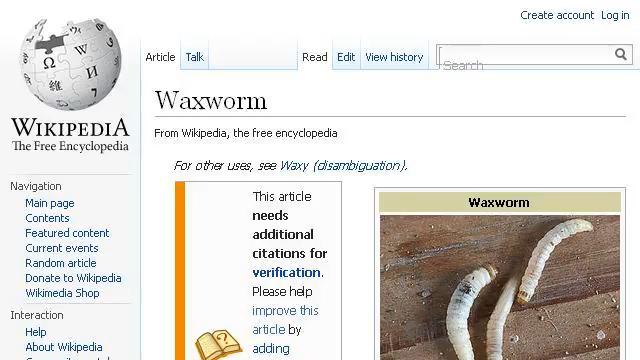 Create account Log in
Article Talk Read Edit View history Search
WIKIPEDIA
The Free Encyclopedia
Waxworm
From Wikipedia, the free encyclopedia
For other uses, see Waxy (disambiguation).
Navigation
Main page
Contents
Featured content
Current events
Random article
Donate to Wikipedia
Wikimedia Shop
Interaction
Help
About Wikipedia
This article
needs
additional
citations for
verification.
Please help
improve this
article by
adding
Waxworm